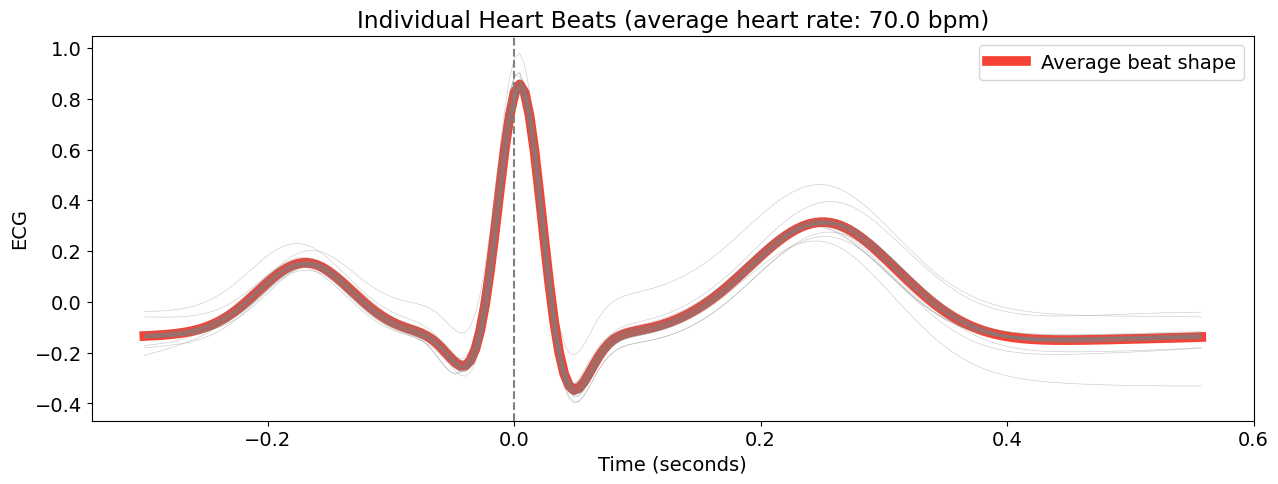 Individual Heart Beats (average heart rate: 70.0 bpm)
Average beat shape
ECG
1.0
0.8
0.6
0.4
0.2
0.0
−0.2
−0.4
−0.2 0.0 0.2 0.4 0.6
Time (seconds)